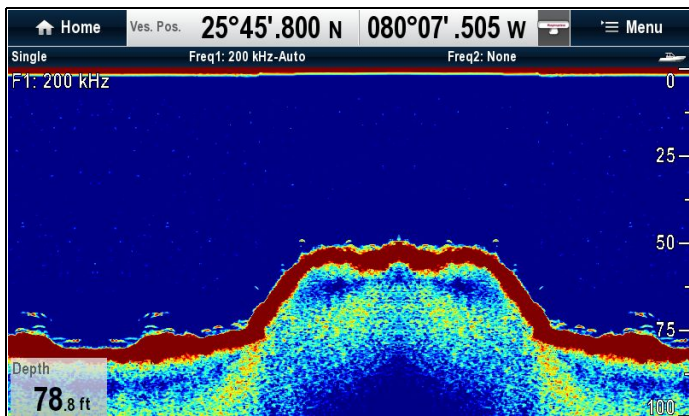 Home Ves. Pos. 25°45'.800 N 080°07'.505 W Menu
Single Freq1: 200 kHz-Auto Freq2: None
F1: 200 kHz 0
25
50
75
Depth
78.8 ft 100